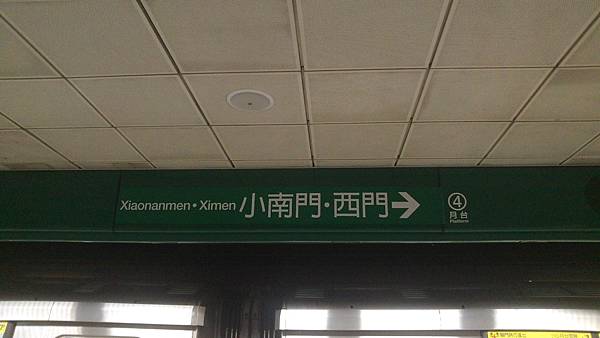 Xiaonanmen • Ximen 小南門·西門 →
④
月台
Platform